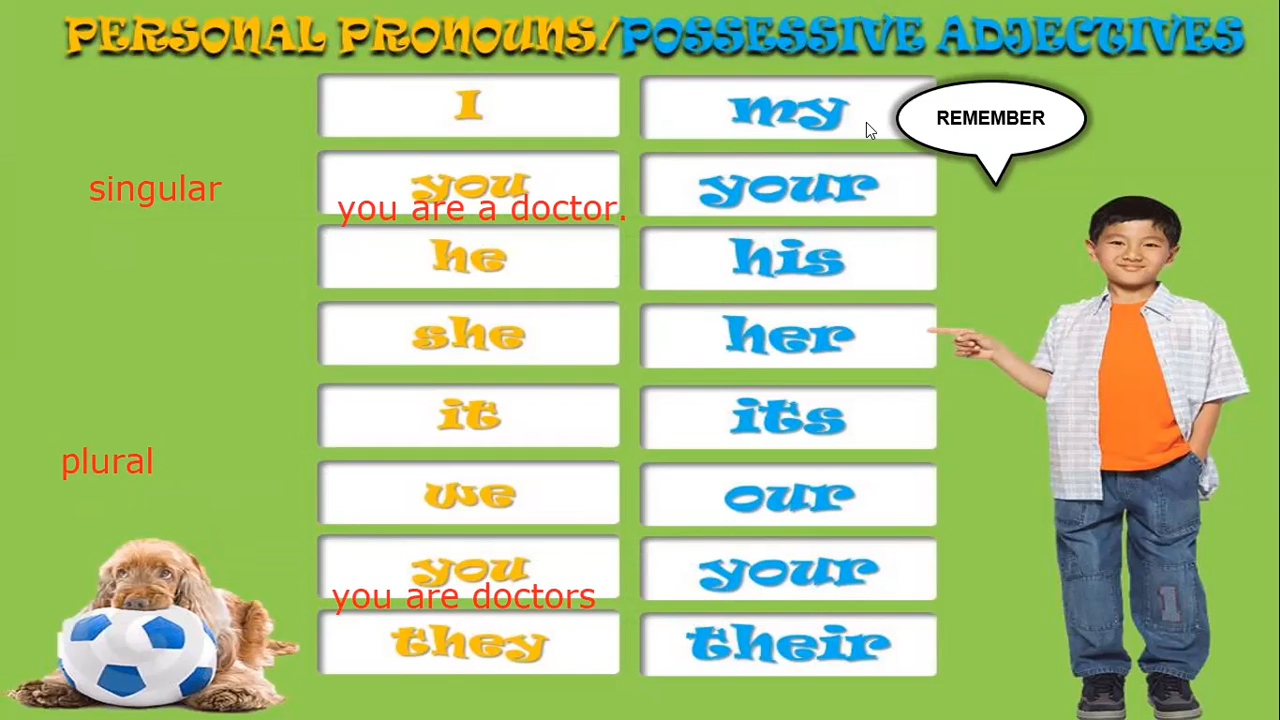 PERSONAL PRONOUNS/POSSESSIVE ADJECTIVES
I my
REMEMBER
singular
you your
you are a doctor.
he his
she her
it its
plural
we our
you your
you are doctors
they their
1